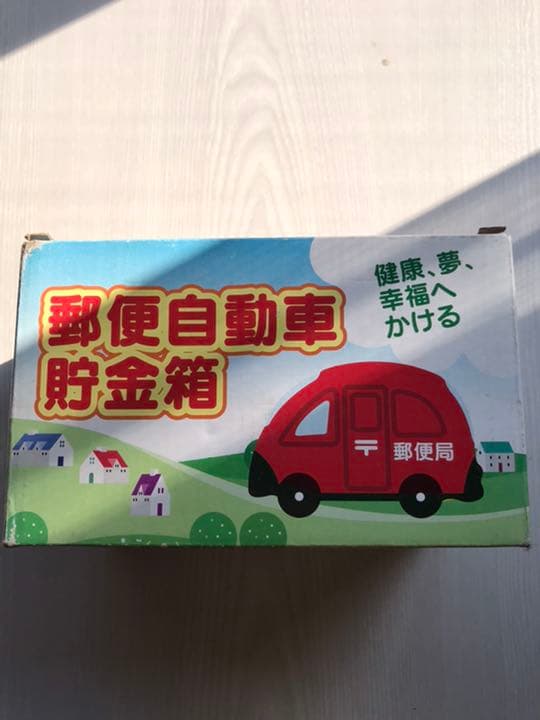 郵便自動車
貯金箱
健康、夢、
幸福へ
かける
〒 郵便局